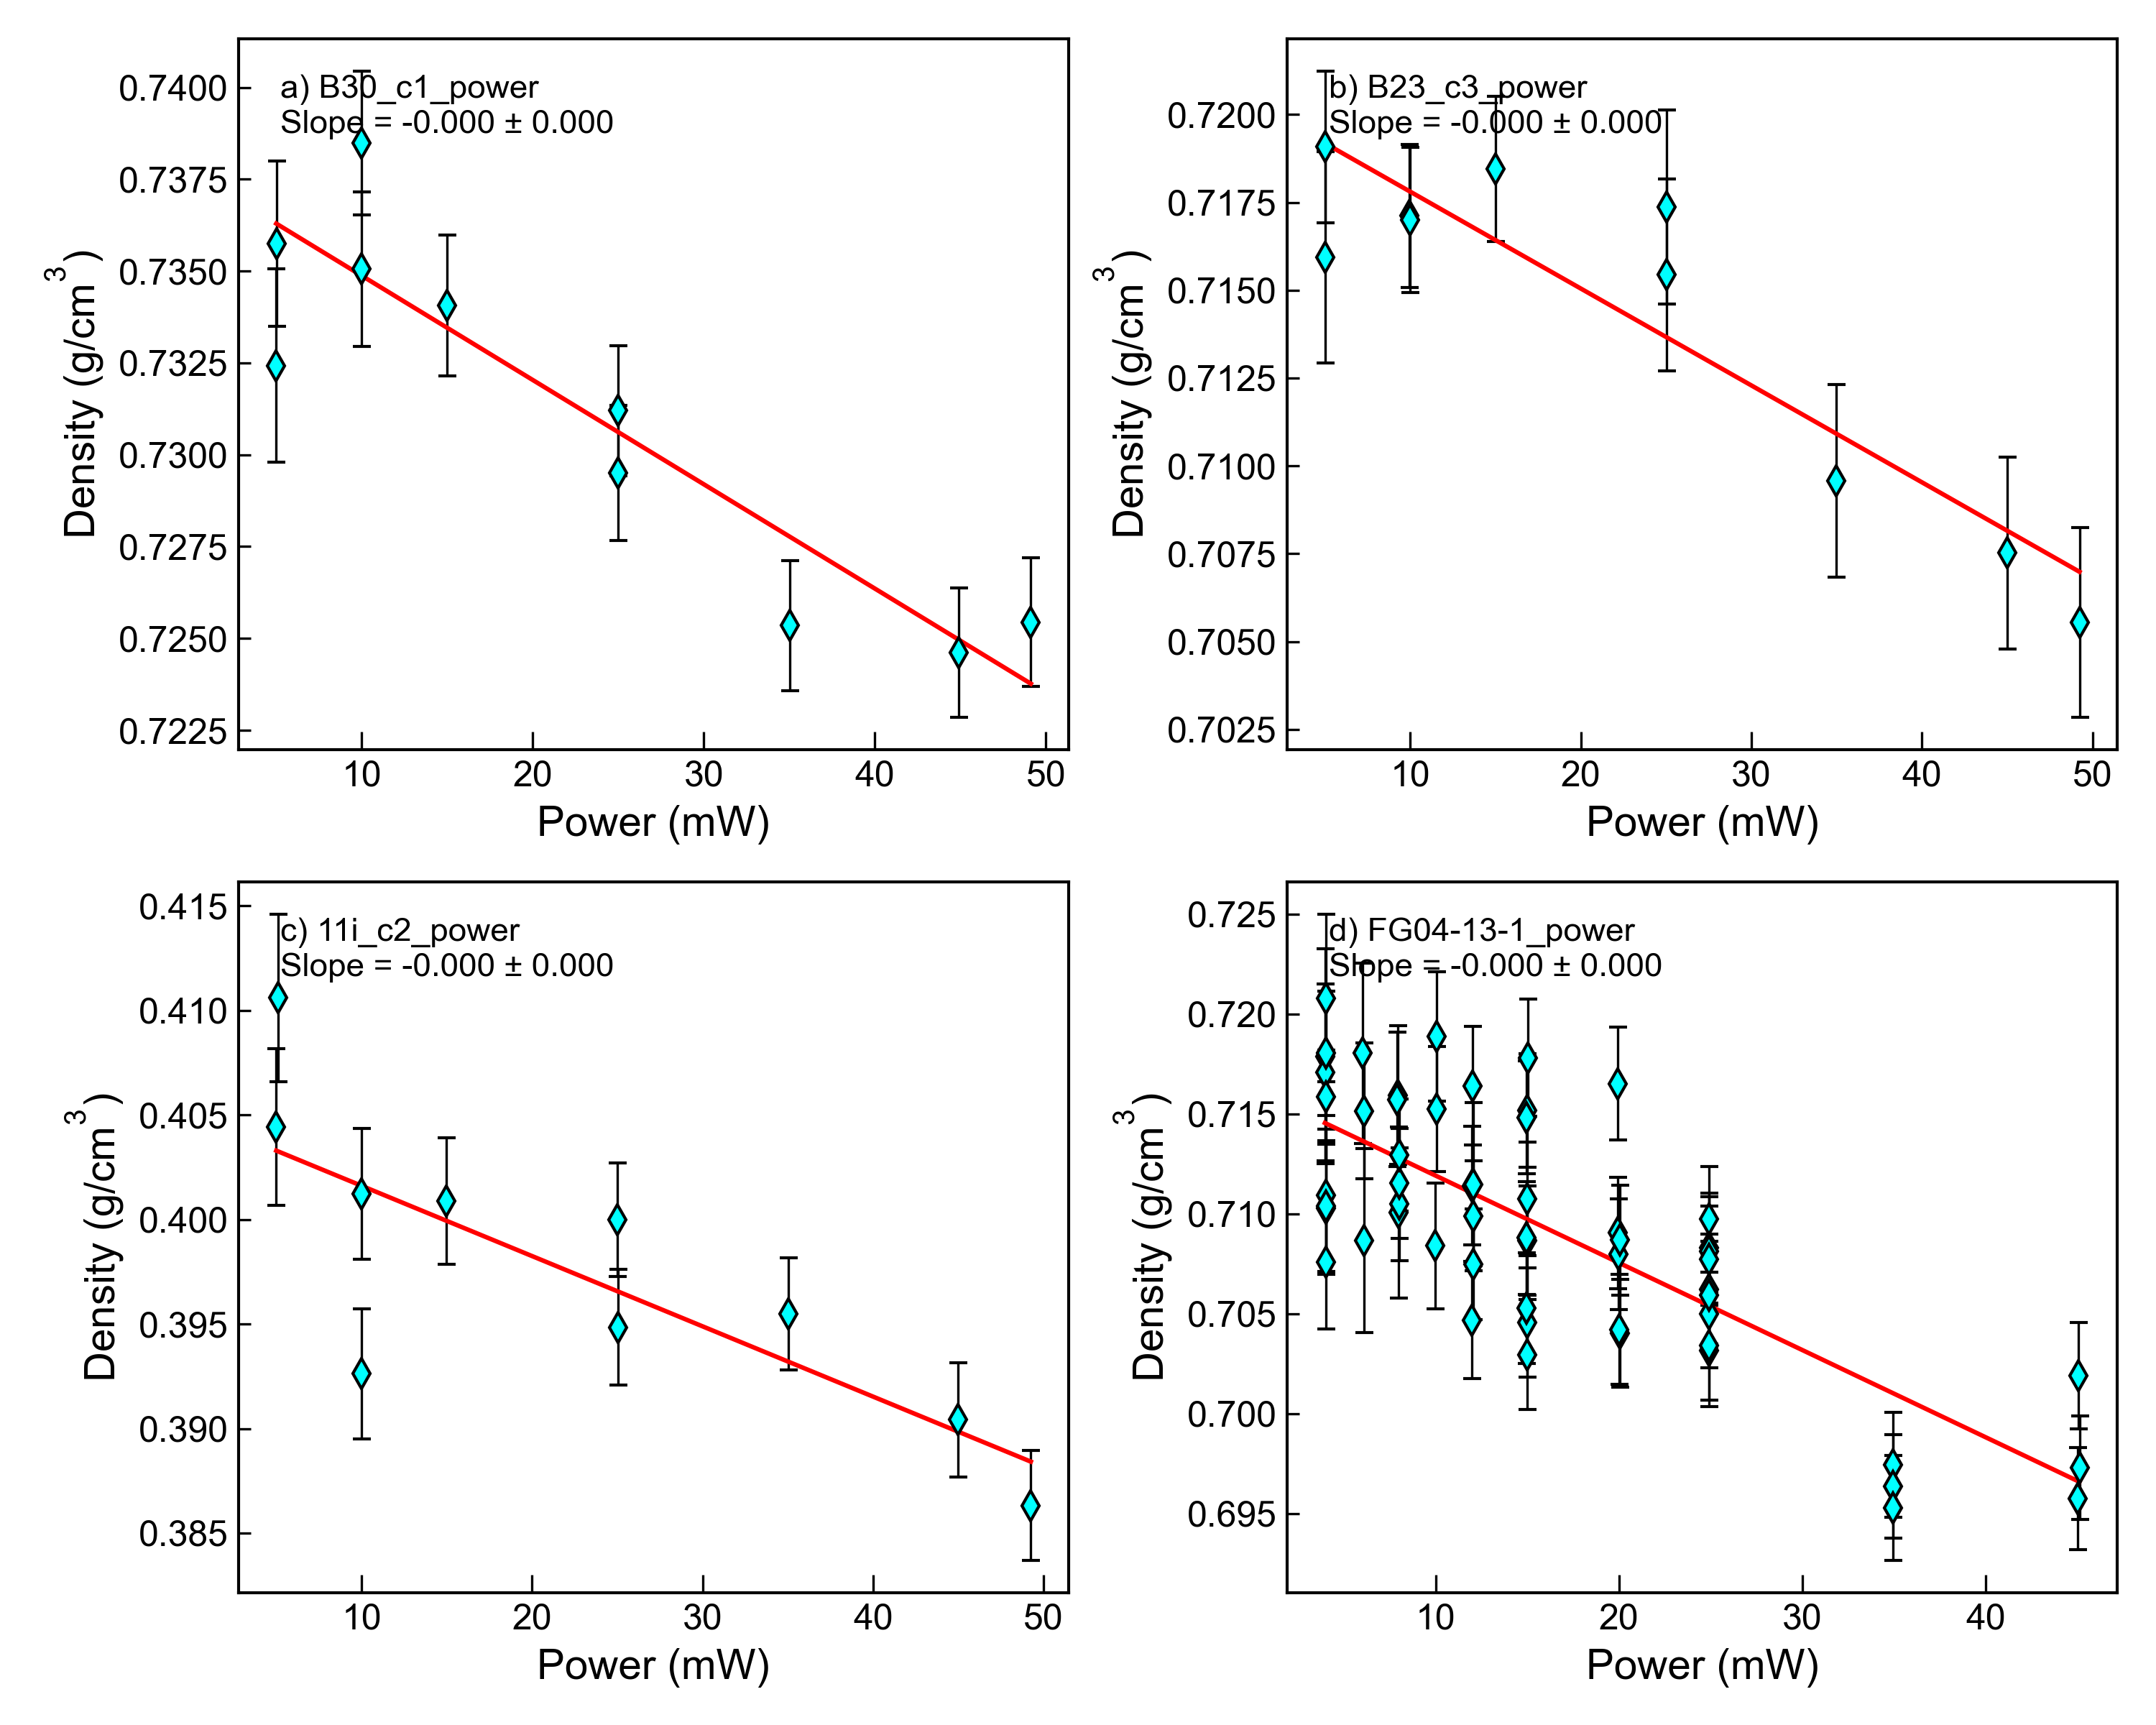 a) B30_c1_power
Slope = -0.000 ± 0.000
0.7400
0.7375
0.7350
0.7325
0.7300
0.7275
0.7250
0.7225
Density (g/cm³)
10 20 30 40 50
Power (mW)
b) B23_c3_power
Slope = -0.000 ± 0.000
0.7200
0.7175
0.7150
0.7125
0.7100
0.7075
0.7050
0.7025
Density (g/cm³)
10 20 30 40 50
Power (mW)
c) 11i_c2_power
Slope = -0.000 ± 0.000
0.415
0.410
0.405
0.400
0.395
0.390
0.385
Density (g/cm³)
10 20 30 40 50
Power (mW)
d) FG04-13-1_power
Slope = -0.000 ± 0.000
0.725
0.720
0.715
0.710
0.705
0.700
0.695
Density (g/cm³)
10 20 30 40
Power (mW)